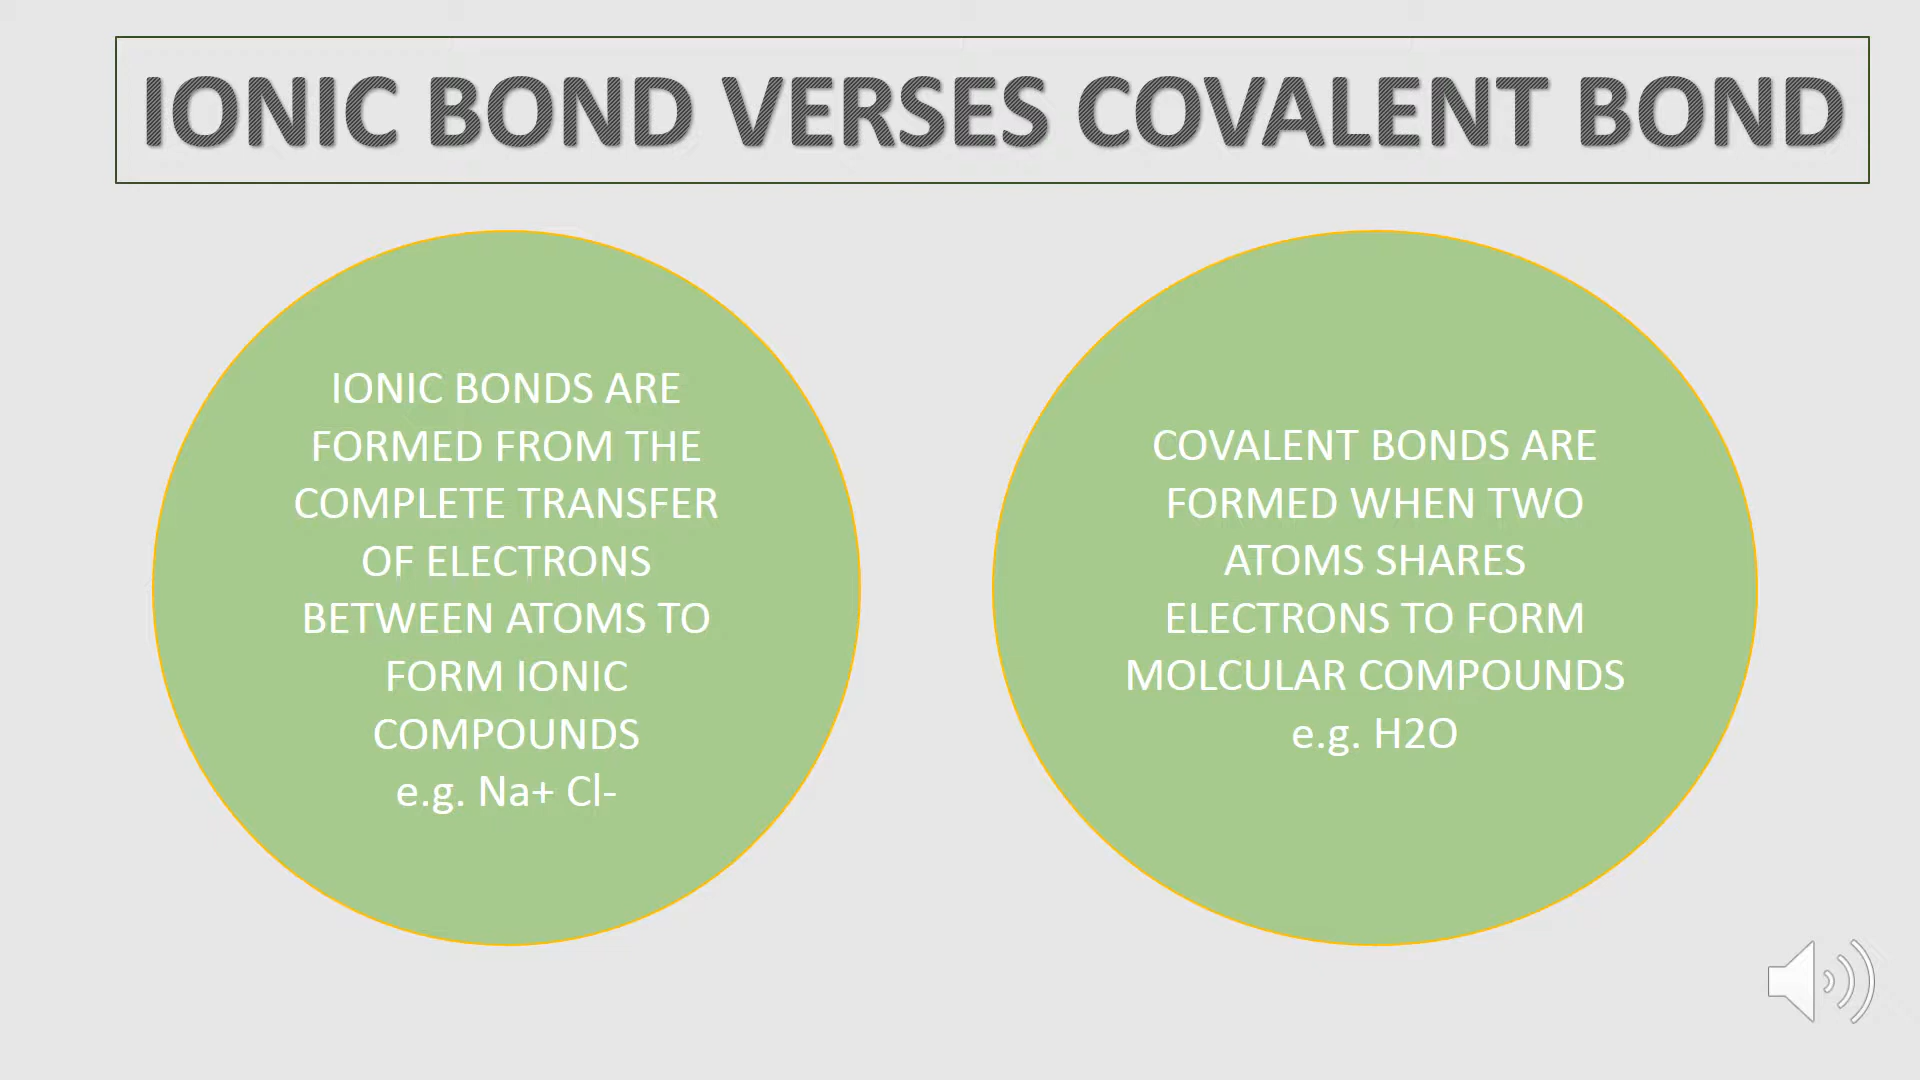 IONIC BOND VERSES COVALENT BOND
IONIC BONDS ARE
FORMED FROM THE
COMPLETE TRANSFER
OF ELECTRONS
BETWEEN ATOMS TO
FORM IONIC
COMPOUNDS
e.g. Na+ Cl-
COVALENT BONDS ARE
FORMED WHEN TWO
ATOMS SHARES
ELECTRONS TO FORM
MOLCULAR COMPOUNDS
e.g. H2O